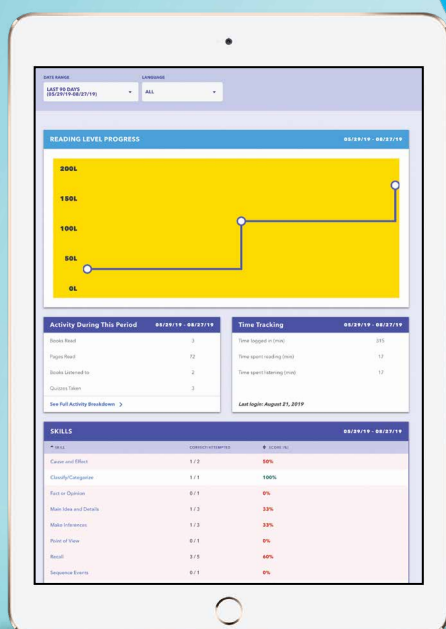 DATE RANGE
LANGUAGE
LAST 90 DAYS
(05/29/19-08/27/19)
ALL
READING LEVEL PROGRESS 05/29/19 - 08/27/19
200L
150L
100L
50L
0L
Activity During This Period 05/29/19 - 08/27/19
Books Read 3
Pages Read 12
Books Listened to 2
Quizzes Taken 3
See Full Activity Breakdown >
Time Tracking 05/29/19 - 08/27/19
Time logged in (min) 315
Time spent reading (min) 17
Time spent listening (min) 17
Last login: August 21, 2019
SKILLS 05/29/19 - 08/27/19
SKILL CORRECT/ATTEMPTED SCORE (%)
Cause and Effect 1 / 2 50%
Classify/Categorize 1 / 1 100%
Fact or Opinion 0 / 1 0%
Main Idea and Details 1 / 3 33%
Make Inferences 1 / 3 33%
Point of View 0 / 1 0%
Recall 3 / 5 60%
Sequence Events 0 / 1 0%